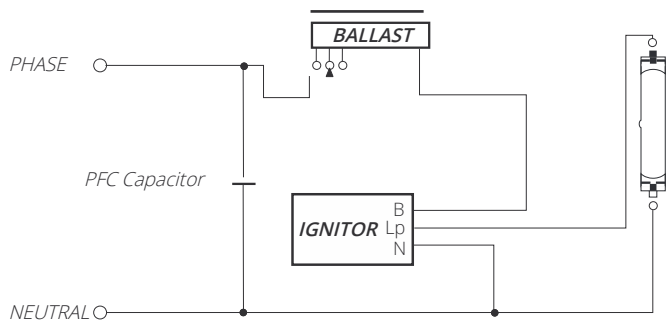 BALLAST
PHASE
PFC Capacitor
B
IGNITOR Lp
N
NEUTRAL